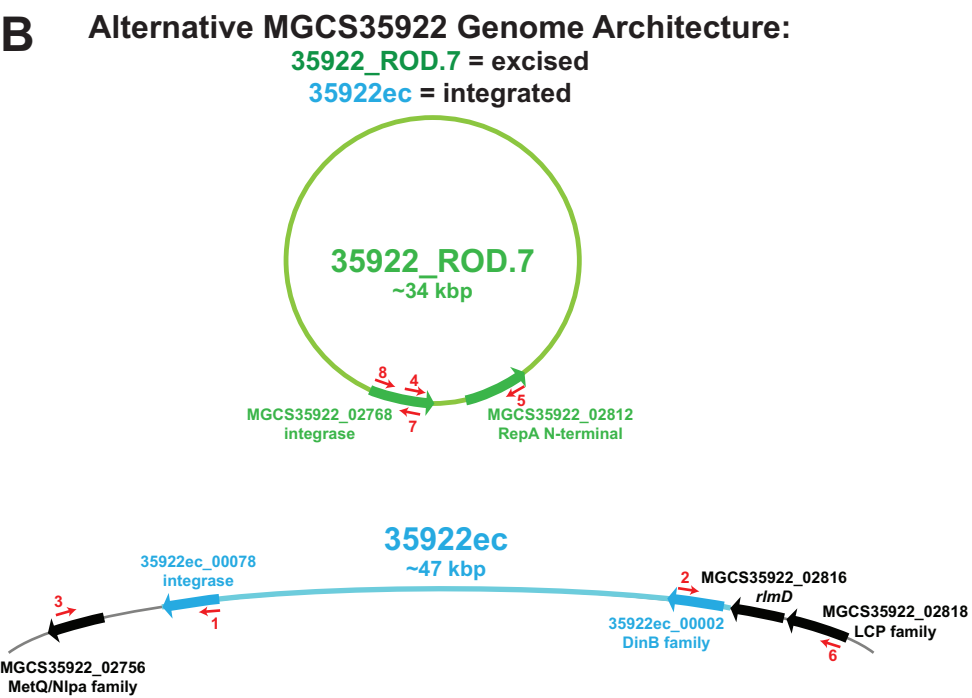 B
Alternative MGCS35922 Genome Architecture:
35922_ROD.7 = excised
35922ec = integrated
35922_ROD.7
~34 kbp
8
4
7
5
MGCS35922_02768
integrase
MGCS35922_02812
RepA N-terminal
35922ec
~47 kbp
35922ec_00078
integrase
3
1
2
MGCS35922_02816
rlmD
35922ec_00002
DinB family
MGCS35922_02818
LCP family
6
MGCS35922_02756
MetQ/Nlpa family